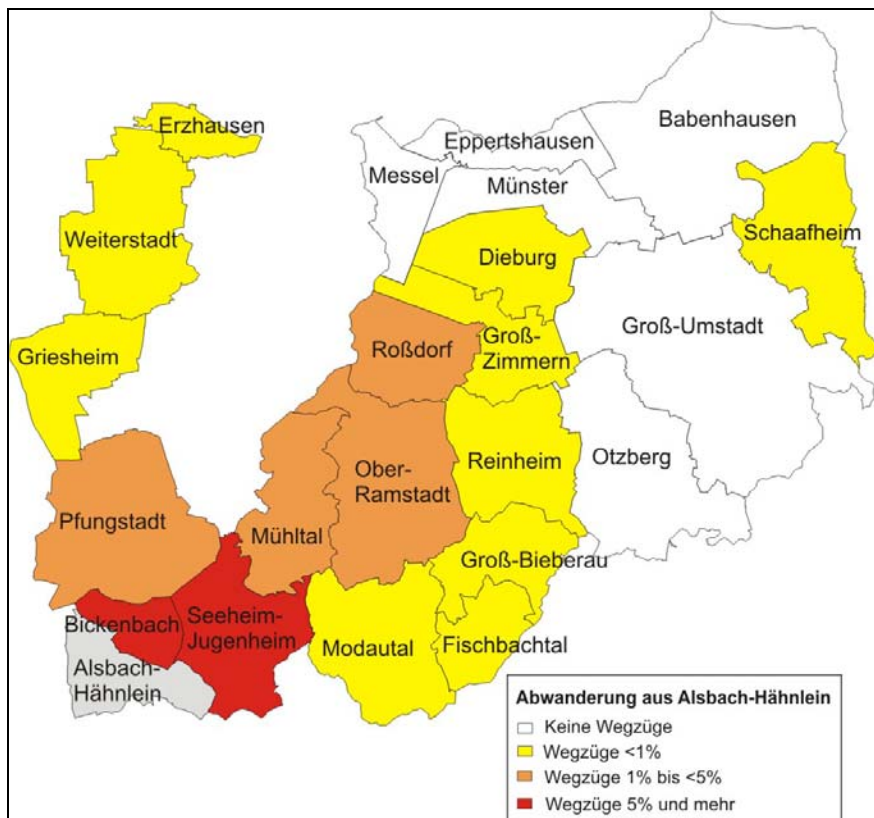 Erzhausen
Babenhausen
Eppertshausen
Messel
Münster
Weiterstadt
Schaafheim
Dieburg
Groß-Umstadt
Griesheim
Roßdorf
Groß-
Zimmern
Reinheim
Otzberg
Ober-
Ramstadt
Pfungstadt
Mühltal
Groß-Bieberau
Bickenbach
Seeheim-
Jugenheim
Modautal
Fischbachtal
Alsbach-
Hähnlein
Abwanderung aus Alsbach-Hähnlein
Keine Wegzüge
Wegzüge <1%
Wegzüge 1% bis <5%
Wegzüge 5% und mehr